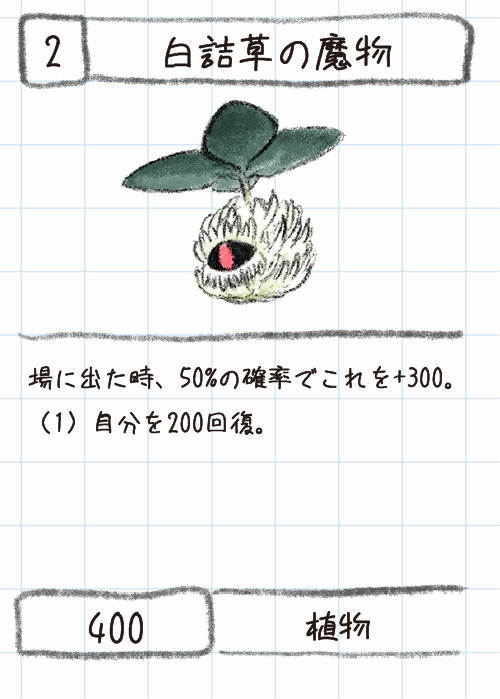 2
白詰草の魔物
場に出た時、50%の確率でこれを+300。
（1）自分を200回復。
400
植物